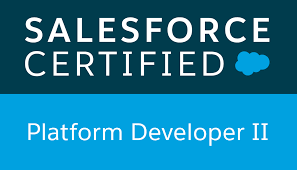 SALESFORCE
CERTIFIED
Platform Developer II